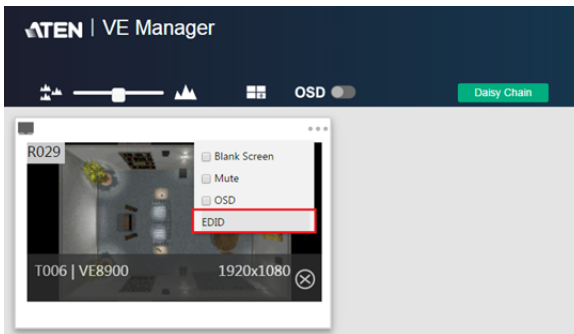 ATEN | VE Manager
OSD
Daisy Chain
R029
Blank Screen
Mute
OSD
EDID
T006 | VE8900 1920x1080